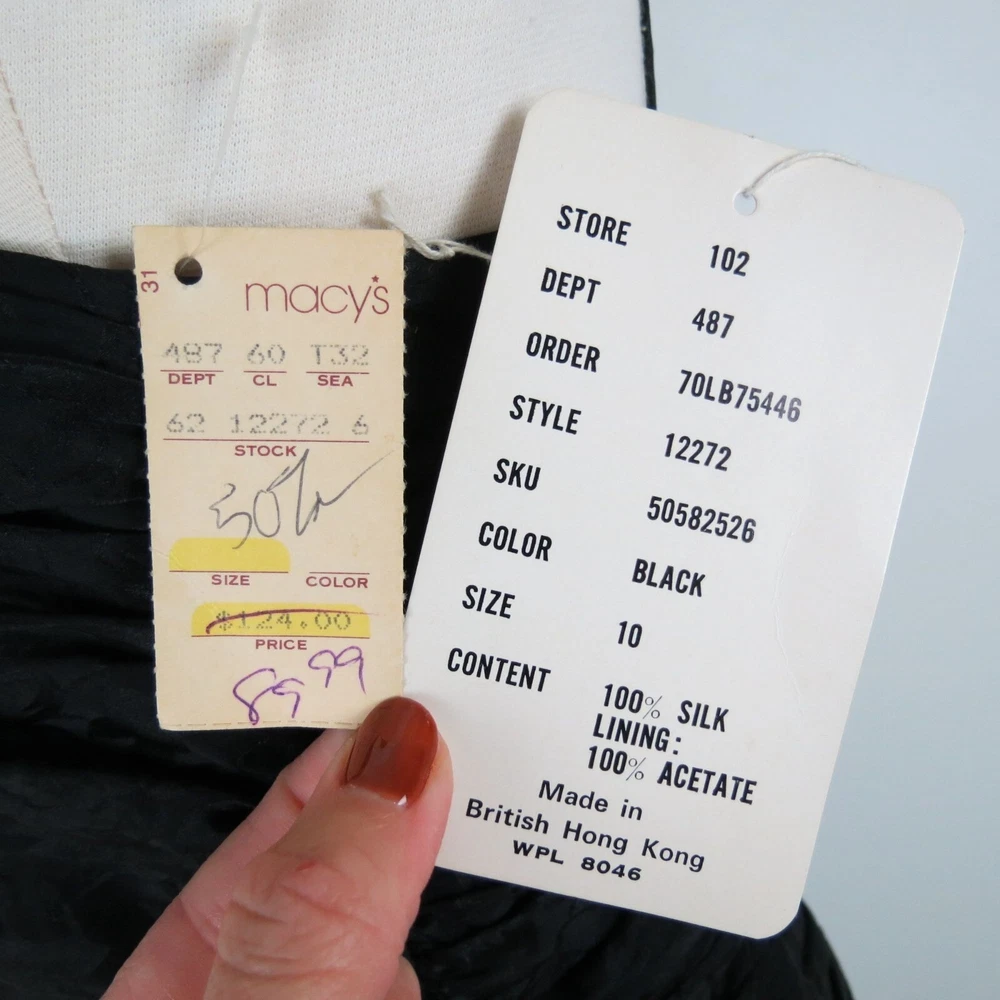 31
macy's
487 60 T32
DEPT CL SEA
62 12272 6
STOCK
SIZE COLOR
$124.00
PRICE
89 99
STORE 102
DEPT 487
ORDER 70LB75446
STYLE 12272
SKU 50582526
COLOR BLACK
SIZE 10
CONTENT 100% SILK
LINING:
100% ACETATE
Made in
British Hong Kong
WPL 8046